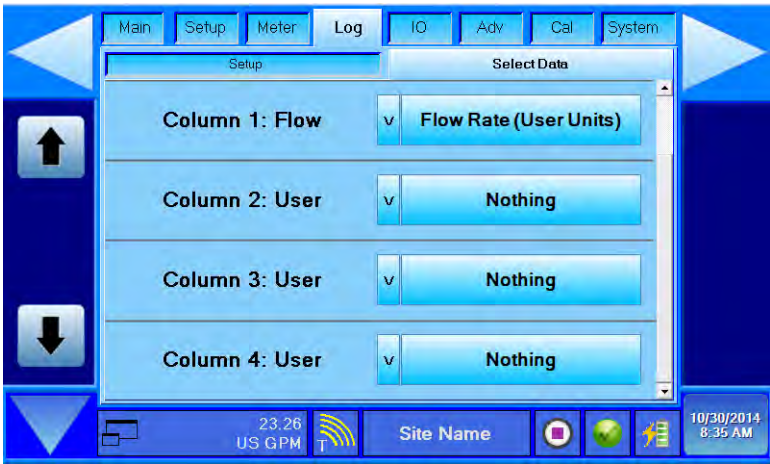 Main Setup Meter Log IO Adv Cal System
Setup Select Data
Column 1: Flow v Flow Rate (User Units)
Column 2: User v Nothing
Column 3: User v Nothing
Column 4: User v Nothing
23.26
US GPM T Site Name
10/30/2014
8:35 AM